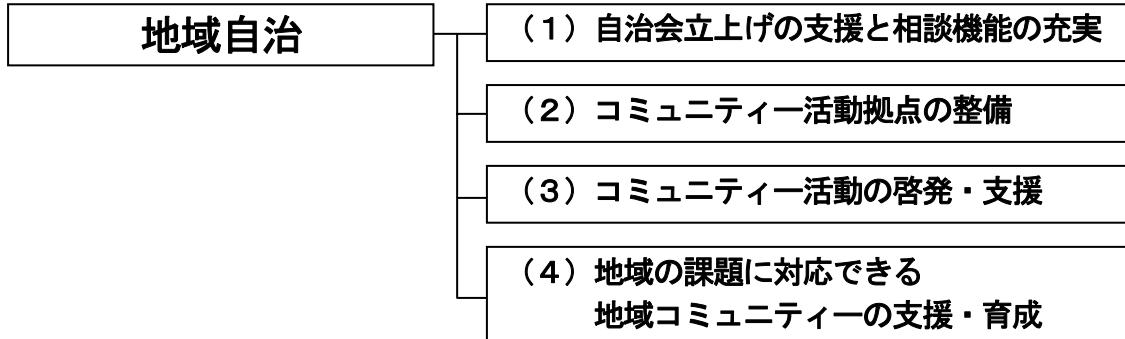 地域自治
（１）自治会立上げの支援と相談機能の充実
（２）コミュニティー活動拠点の整備
（３）コミュニティー活動の啓発・支援
（４）地域の課題に対応できる
地域コミュニティーの支援・育成